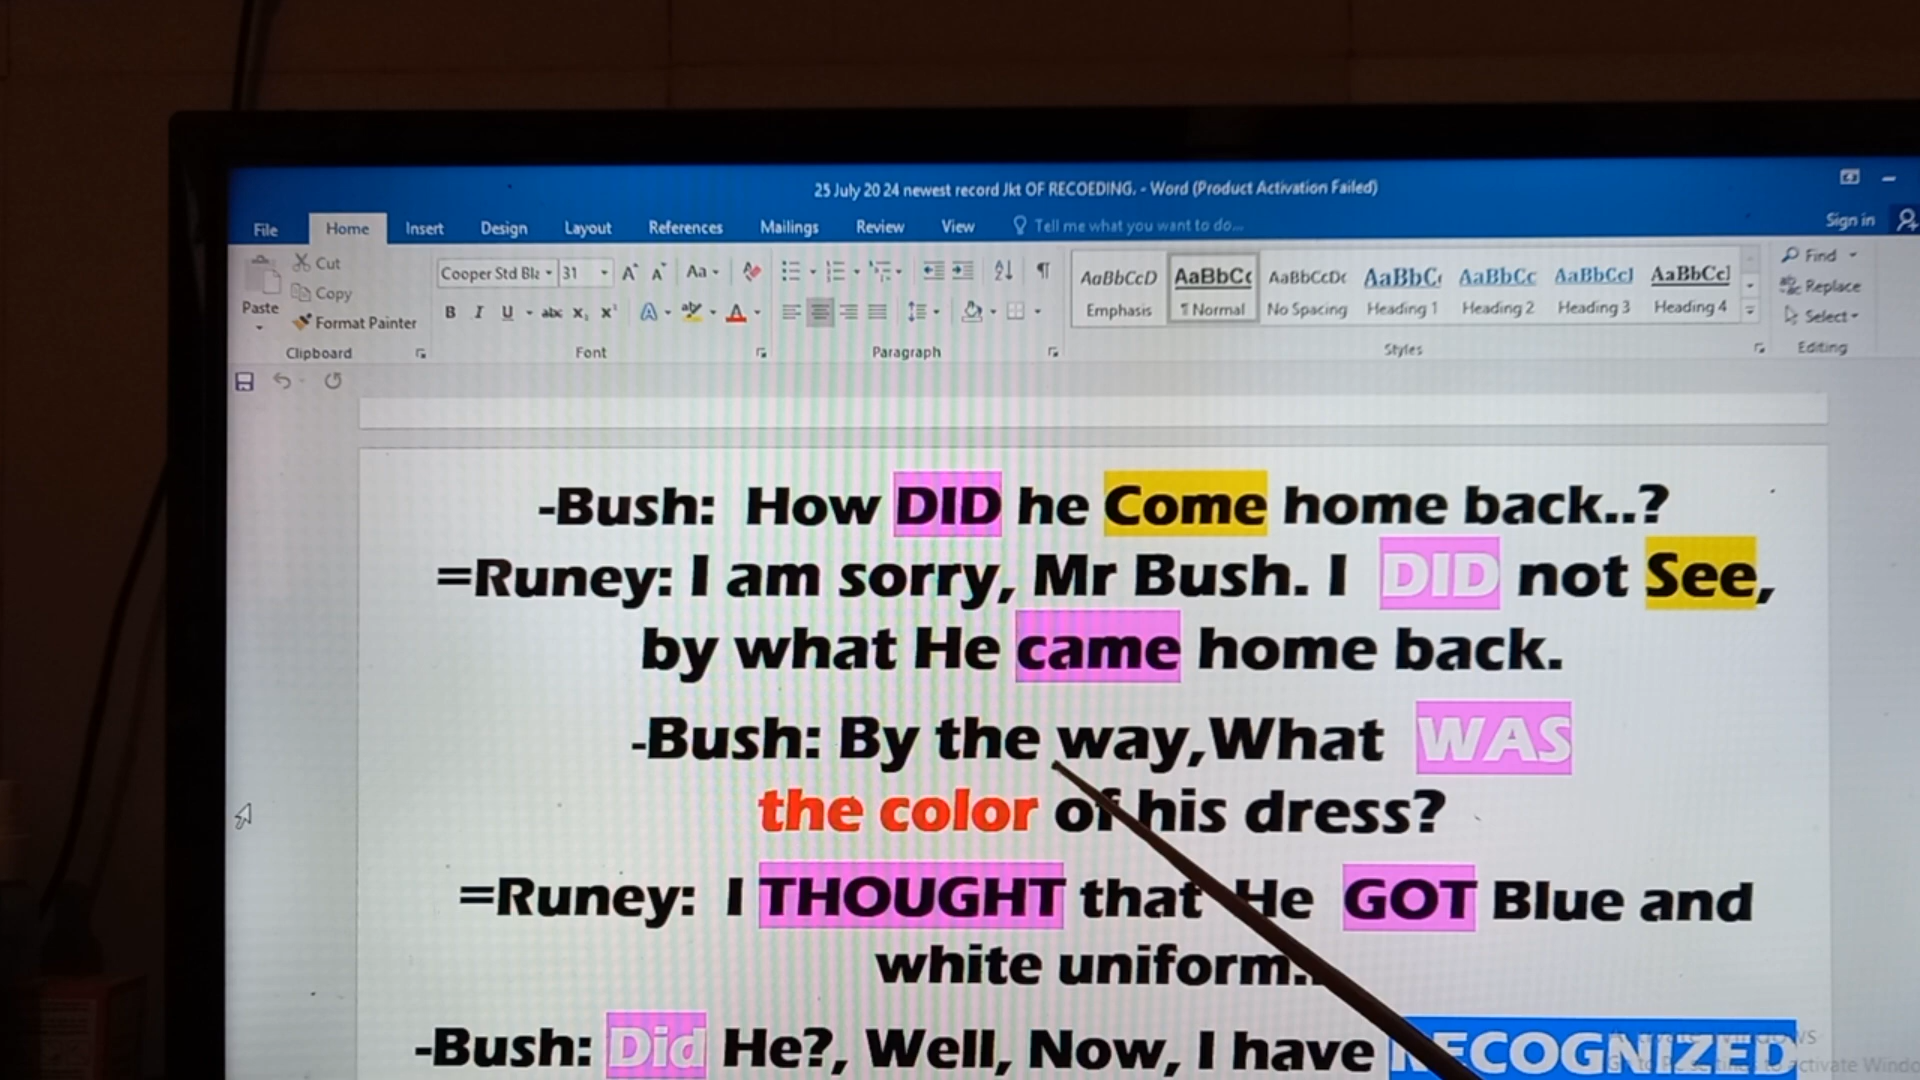 25 July 20 24 newest record Jkt OF RECOEDING. - Word (Product Activation Failed)
File Home Insert Design Layout References Mailings Review View Tell me what you want to do... Sign in
Cut
Copy
Paste
Format Painter
Clipboard
Cooper Std Bla 31
Font
Paragraph
AaBbCcD AaBbCc AaBbCcDc AaBbC AaBbCc AaBbCcI AaBbCcI
Emphasis ¶ Normal No Spacing Heading 1 Heading 2 Heading 3 Heading 4
Styles
Find
Replace
Select
Editing
-Bush: How DID he Come home back..?
=Runey: I am sorry, Mr Bush. I DID not See,
by what He came home back.
-Bush: By the way,What WAS
the color of his dress?
=Runey: I THOUGHT that He GOT Blue and
white uniform..
-Bush: Did He?, Well, Now, I have RECOGNIZED